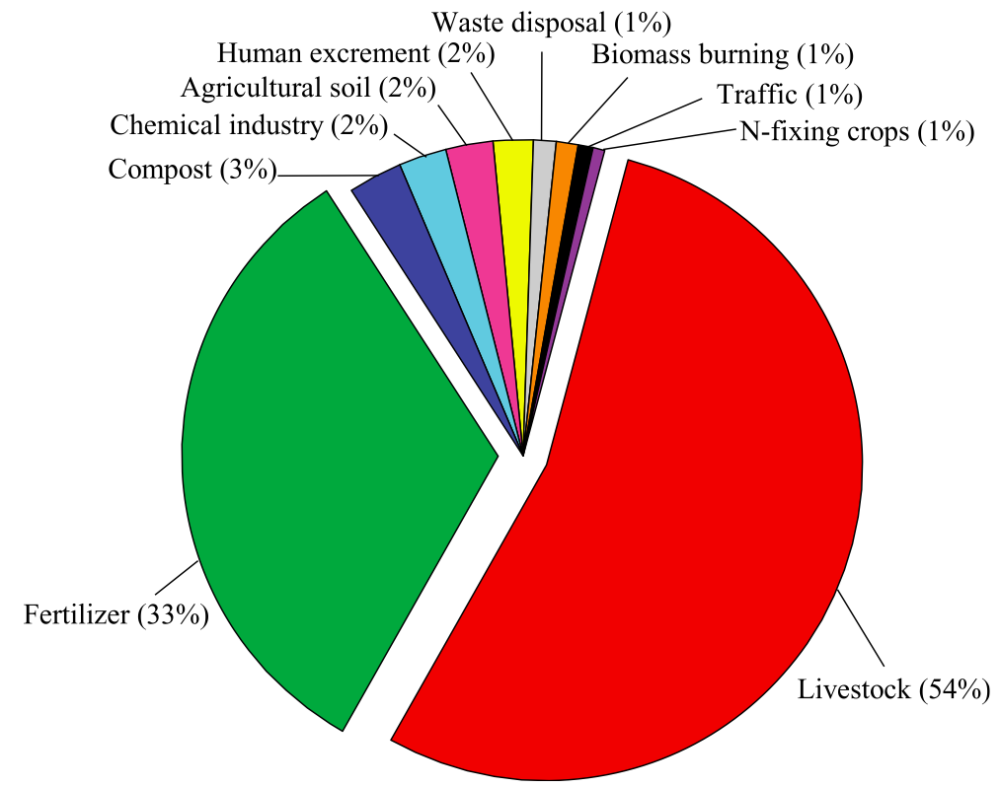 Waste disposal (1%)
Human excrement (2%)
Biomass burning (1%)
Agricultural soil (2%)
Traffic (1%)
Chemical industry (2%)
N-fixing crops (1%)
Compost (3%)
Fertilizer (33%)
Livestock (54%)